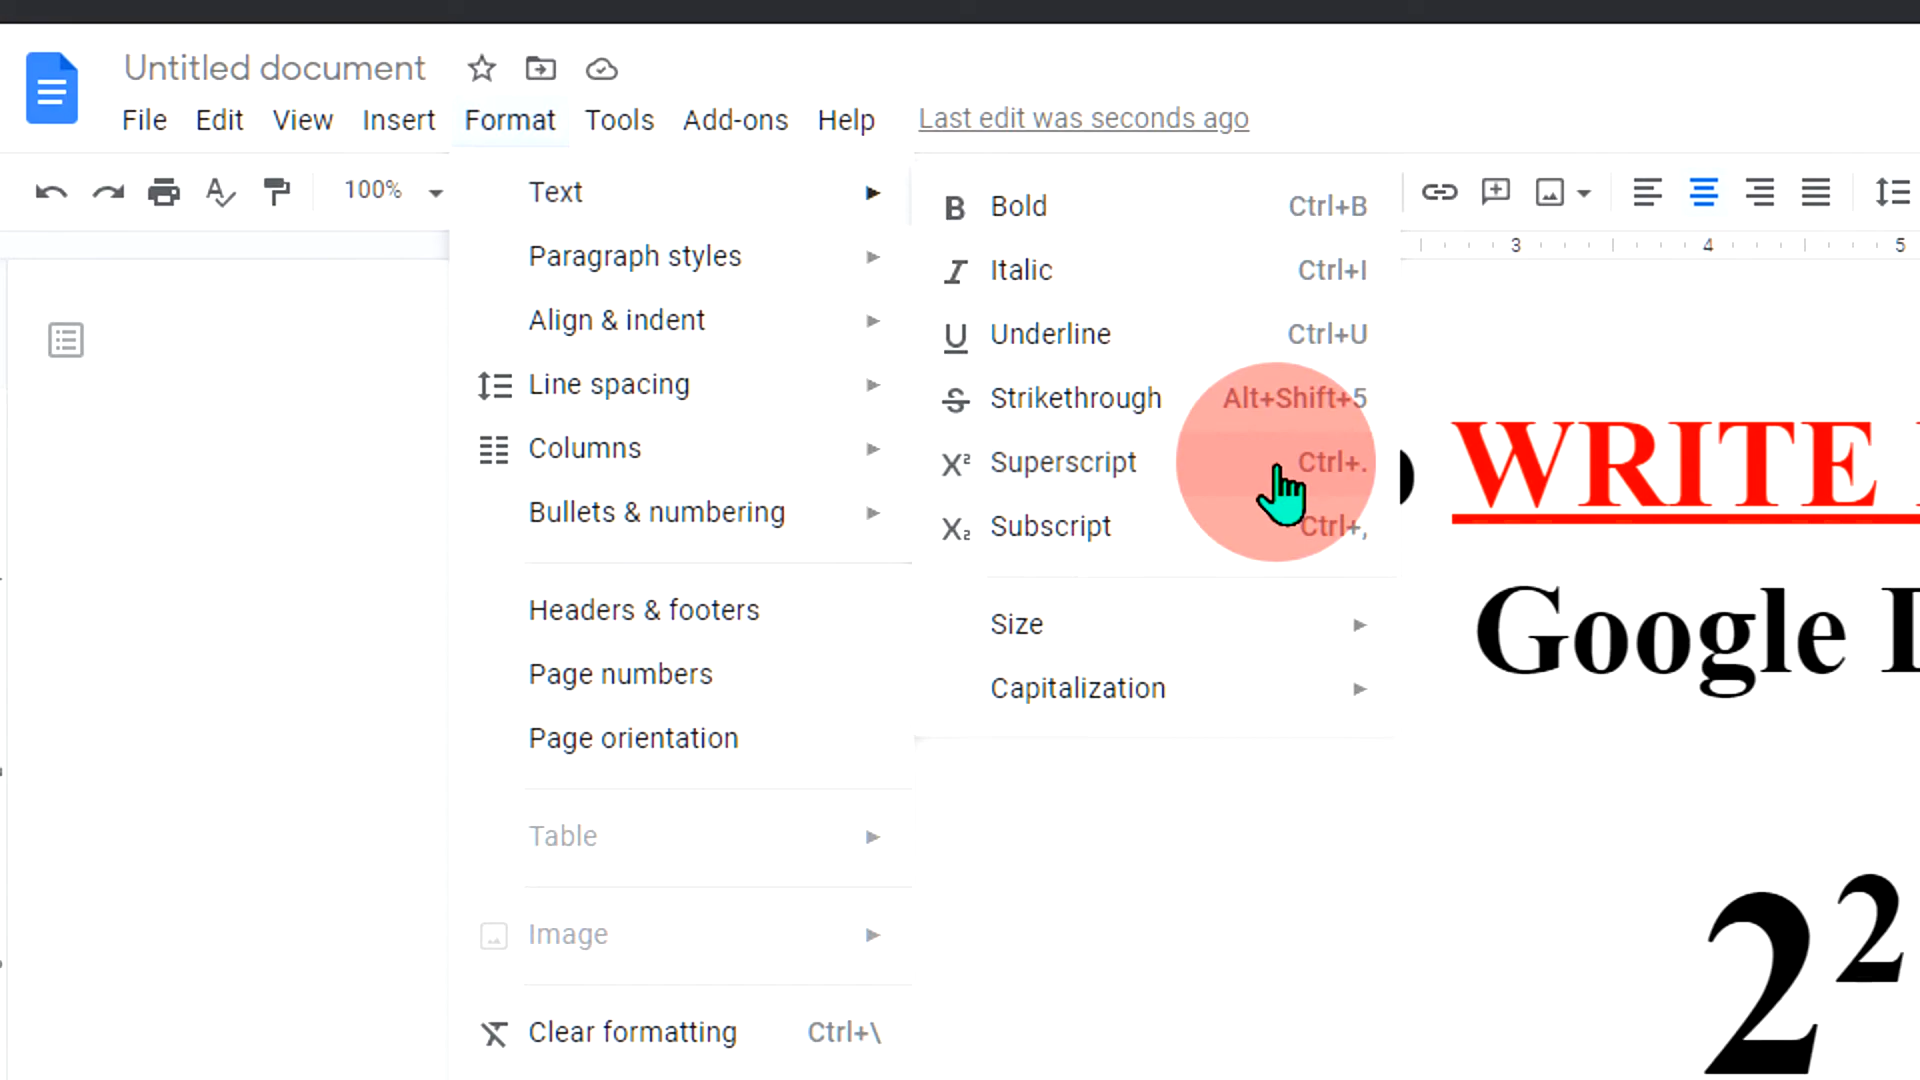 Untitled document
File Edit View Insert Format Tools Add-ons Help Last edit was seconds ago
100%
3 4 5
Text
Paragraph styles
Align & indent
Line spacing
Columns
Bullets & numbering
Headers & footers
Page numbers
Page orientation
Table
Image
Clear formatting Ctrl+\
B Bold Ctrl+B
I Italic Ctrl+I
U Underline Ctrl+U
S Strikethrough Alt+Shift+5
X² Superscript Ctrl+.
X₂ Subscript Ctrl+,
Size
Capitalization
WRITE
Google
2²